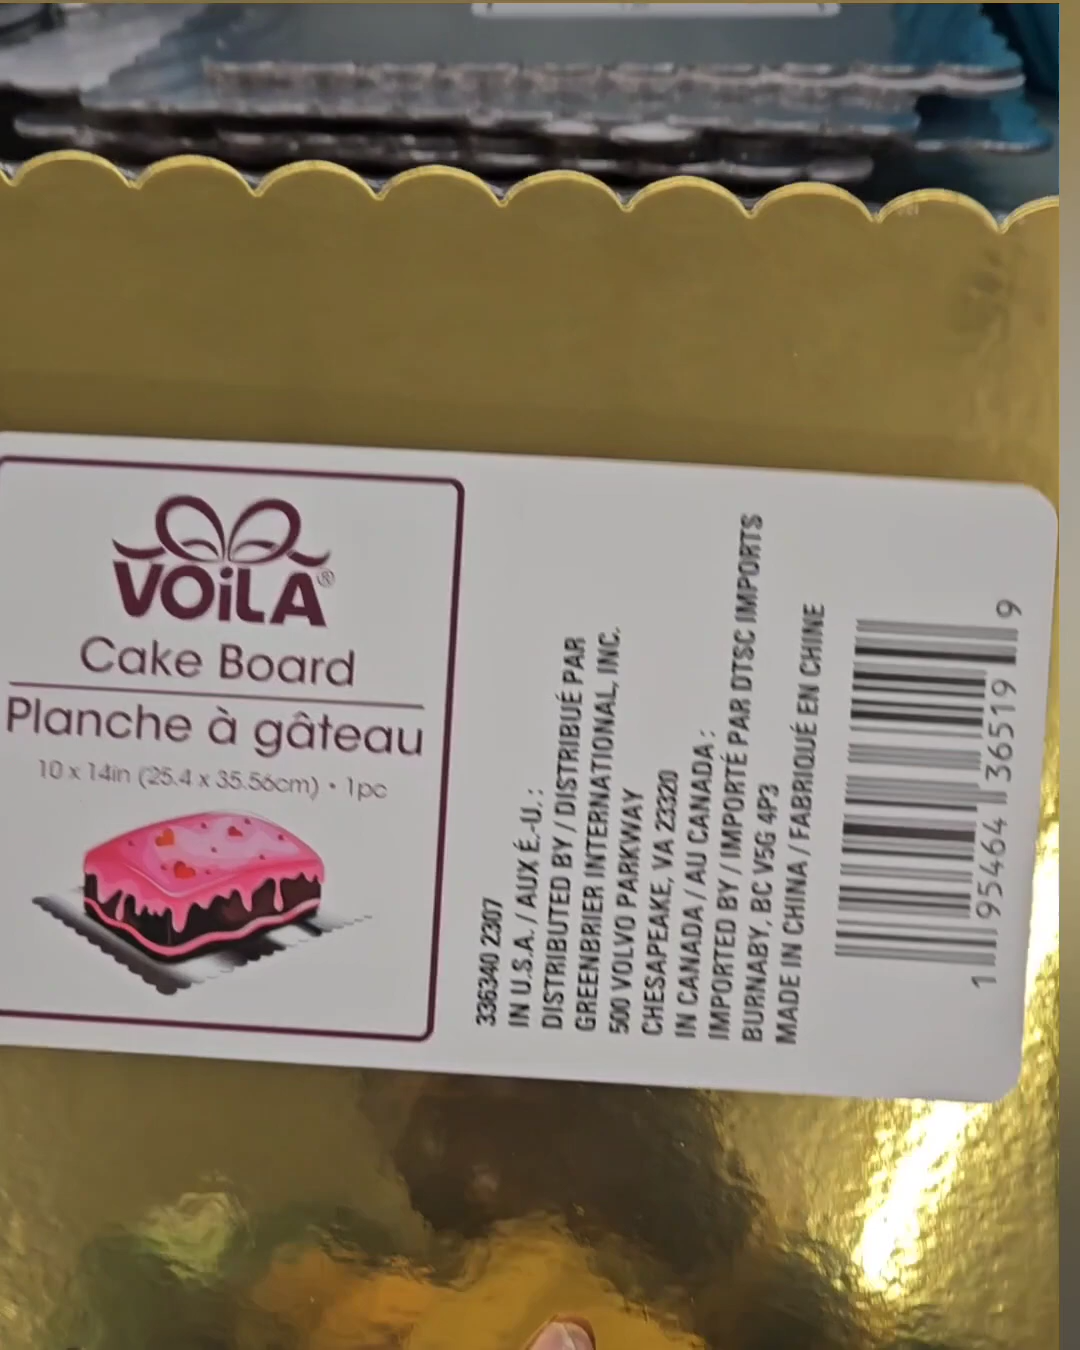 VOiLA®
Cake Board
Planche à gâteau
10 x 14in (25.4 x 35.56cm) • 1pc
336340 2307
IN U.S.A. / AUX É.-U. :
DISTRIBUTED BY / DISTRIBUÉ PAR
GREENBRIER INTERNATIONAL, INC.
500 VOLVO PARKWAY
CHESAPEAKE, VA 23320
IN CANADA / AU CANADA :
IMPORTED BY / IMPORTÉ PAR DTSC IMPORTS
BURNABY, BC V5G 4P3
MADE IN CHINA / FABRIQUÉ EN CHINE
1 95464 36519 9